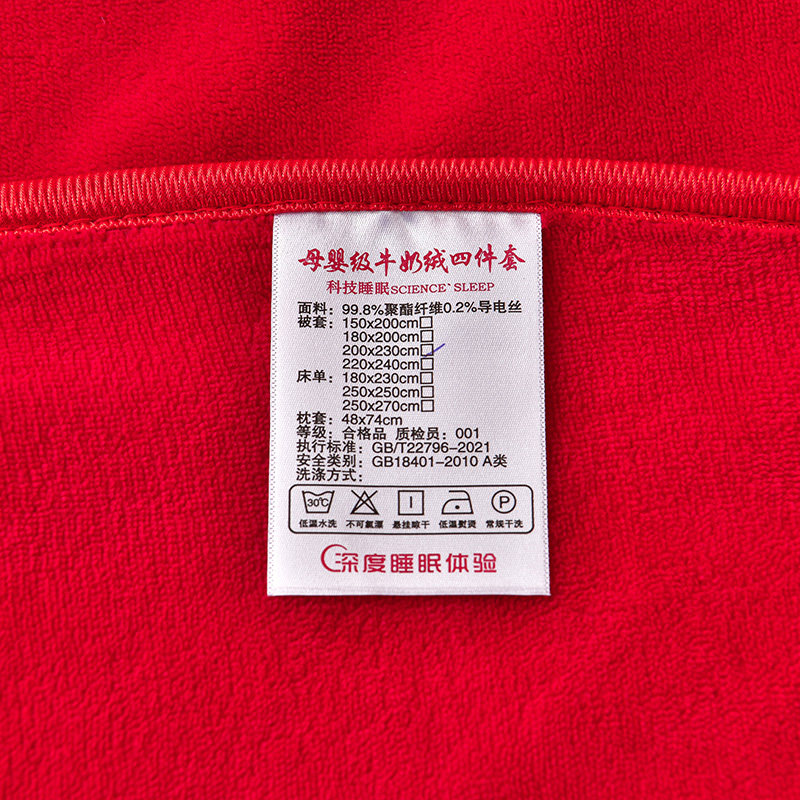 母婴级牛奶绒四件套
科技睡眠SCIENCE`SLEEP
面料：99.8%聚酯纤维0.2%导电丝
被套：150x200cm□
180x200cm□
200x230cm□
220x240cm□
床单：180x230cm□
250x250cm□
250x270cm□
枕套：48x74cm
等级：合格品 质检员：001
执行标准：GB/T22796-2021
安全类别：GB18401-2010 A类
洗涤方式：
30℃ P
低温水洗 不可氯漂 悬挂晾干 低温熨烫 常规干洗
深度睡眠体验